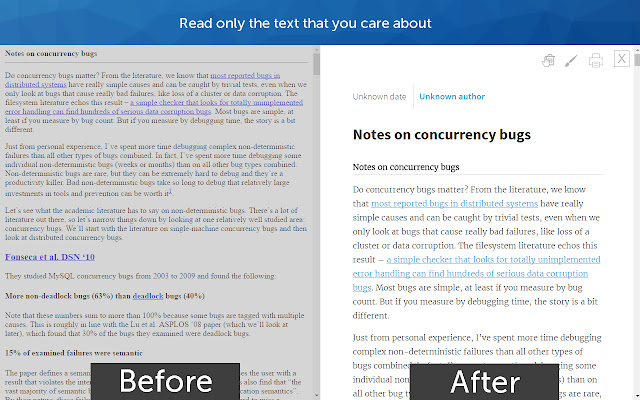 Read only the text that you care about
Notes on concurrency bugs
Do concurrency bugs matter? From the literature, we know that most reported bugs in
distributed systems have really simple causes and can be caught by trivial tests, even when we
only look at bugs that cause really bad failures, like loss of a cluster or data corruption. The
filesystem literature echos this result – a simple checker that looks for totally unimplemented
error handling can find hundreds of serious data corruption bugs. Most bugs are simple, at
least if you measure by bug count. But if you measure by debugging time, the story is a bit
different.
Just from personal experience, I've spent more time debugging complex non-deterministic
failures than all other types of bugs combined. In fact, I've spent more time debugging some
individual non-deterministic bugs (weeks or months) than on all other bug types combined.
Non-deterministic bugs are rare, but they can be extremely hard to debug and they're a
productivity killer. Bad non-deterministic bugs take so long to debug that relatively large
investments in tools and prevention can be worth it1.
Let's see what the academic literature has to say on non-deterministic bugs. There's a lot of
literature out there, so let's narrow things down by looking at one relatively well studied area:
concurrency bugs. We'll start with the literature on single-machine concurrency bugs and then
look at distributed concurrency bugs.
Fonseca et al. DSN '10
They studied MySQL concurrency bugs from 2003 to 2009 and found the following:
More non-deadlock bugs (63%) than deadlock bugs (40%)
Note that these numbers sum to more than 100% because some bugs are tagged with multiple
causes. This is roughly in line with the Lu et al. ASPLOS '08 paper (which we'll look at
later), which found that 30% of the bugs they examined were deadlock bugs.
15% of examined failures were semantic
The paper defines a seman
es the user with a
result that violates the inte
also find that "the
vast majority of semantic b
cation semantics".
Before
X
Unknown date
Unknown author
Notes on concurrency bugs
Notes on concurrency bugs
Do concurrency bugs matter? From the literature, we know
that most reported bugs in distributed systems have really
simple causes and can be caught by trivial tests, even when we
only look at bugs that cause really bad failures, like loss of a
cluster or data corruption. The filesystem literature echos this
result – a simple checker that looks for totally unimplemented
error handling can find hundreds of serious data corruption
bugs. Most bugs are simple, at least if you measure by bug
count. But if you measure by debugging time, the story is a bit
different.
Just from personal experience, I've spent more time debugging
complex non-deterministic failures than all other types of
bugs combine
ing some
individual non
s) than on
all other bug t
s are rare,
After